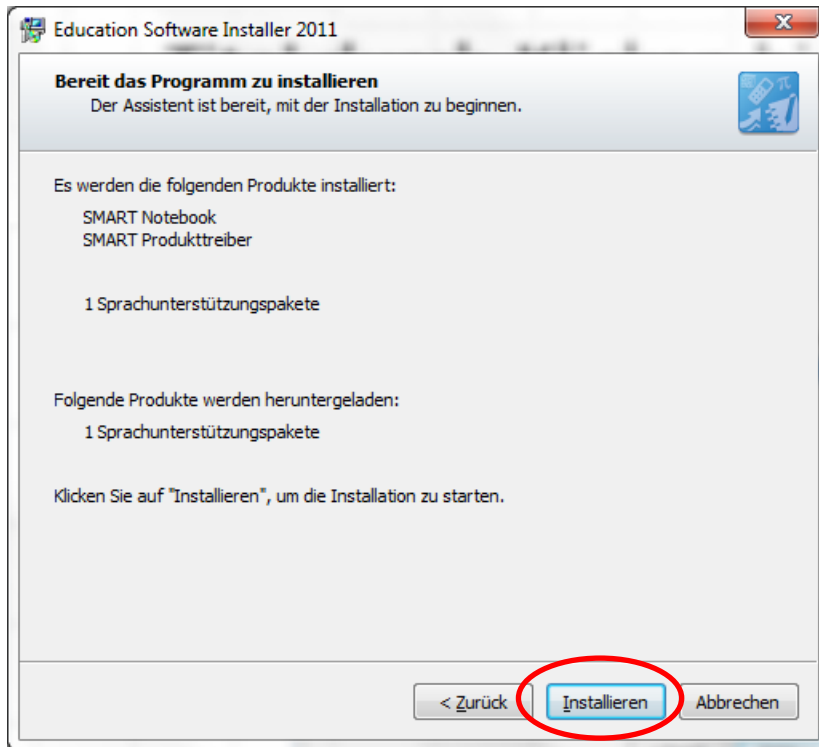 Education Software Installer 2011
Bereit das Programm zu installieren
Der Assistent ist bereit, mit der Installation zu beginnen.
Es werden die folgenden Produkte installiert:
SMART Notebook
SMART Produkttreiber
1 Sprachunterstützungspakete
Folgende Produkte werden heruntergeladen:
1 Sprachunterstützungspakete
Klicken Sie auf "Installieren", um die Installation zu starten.
< Zurück Installieren Abbrechen